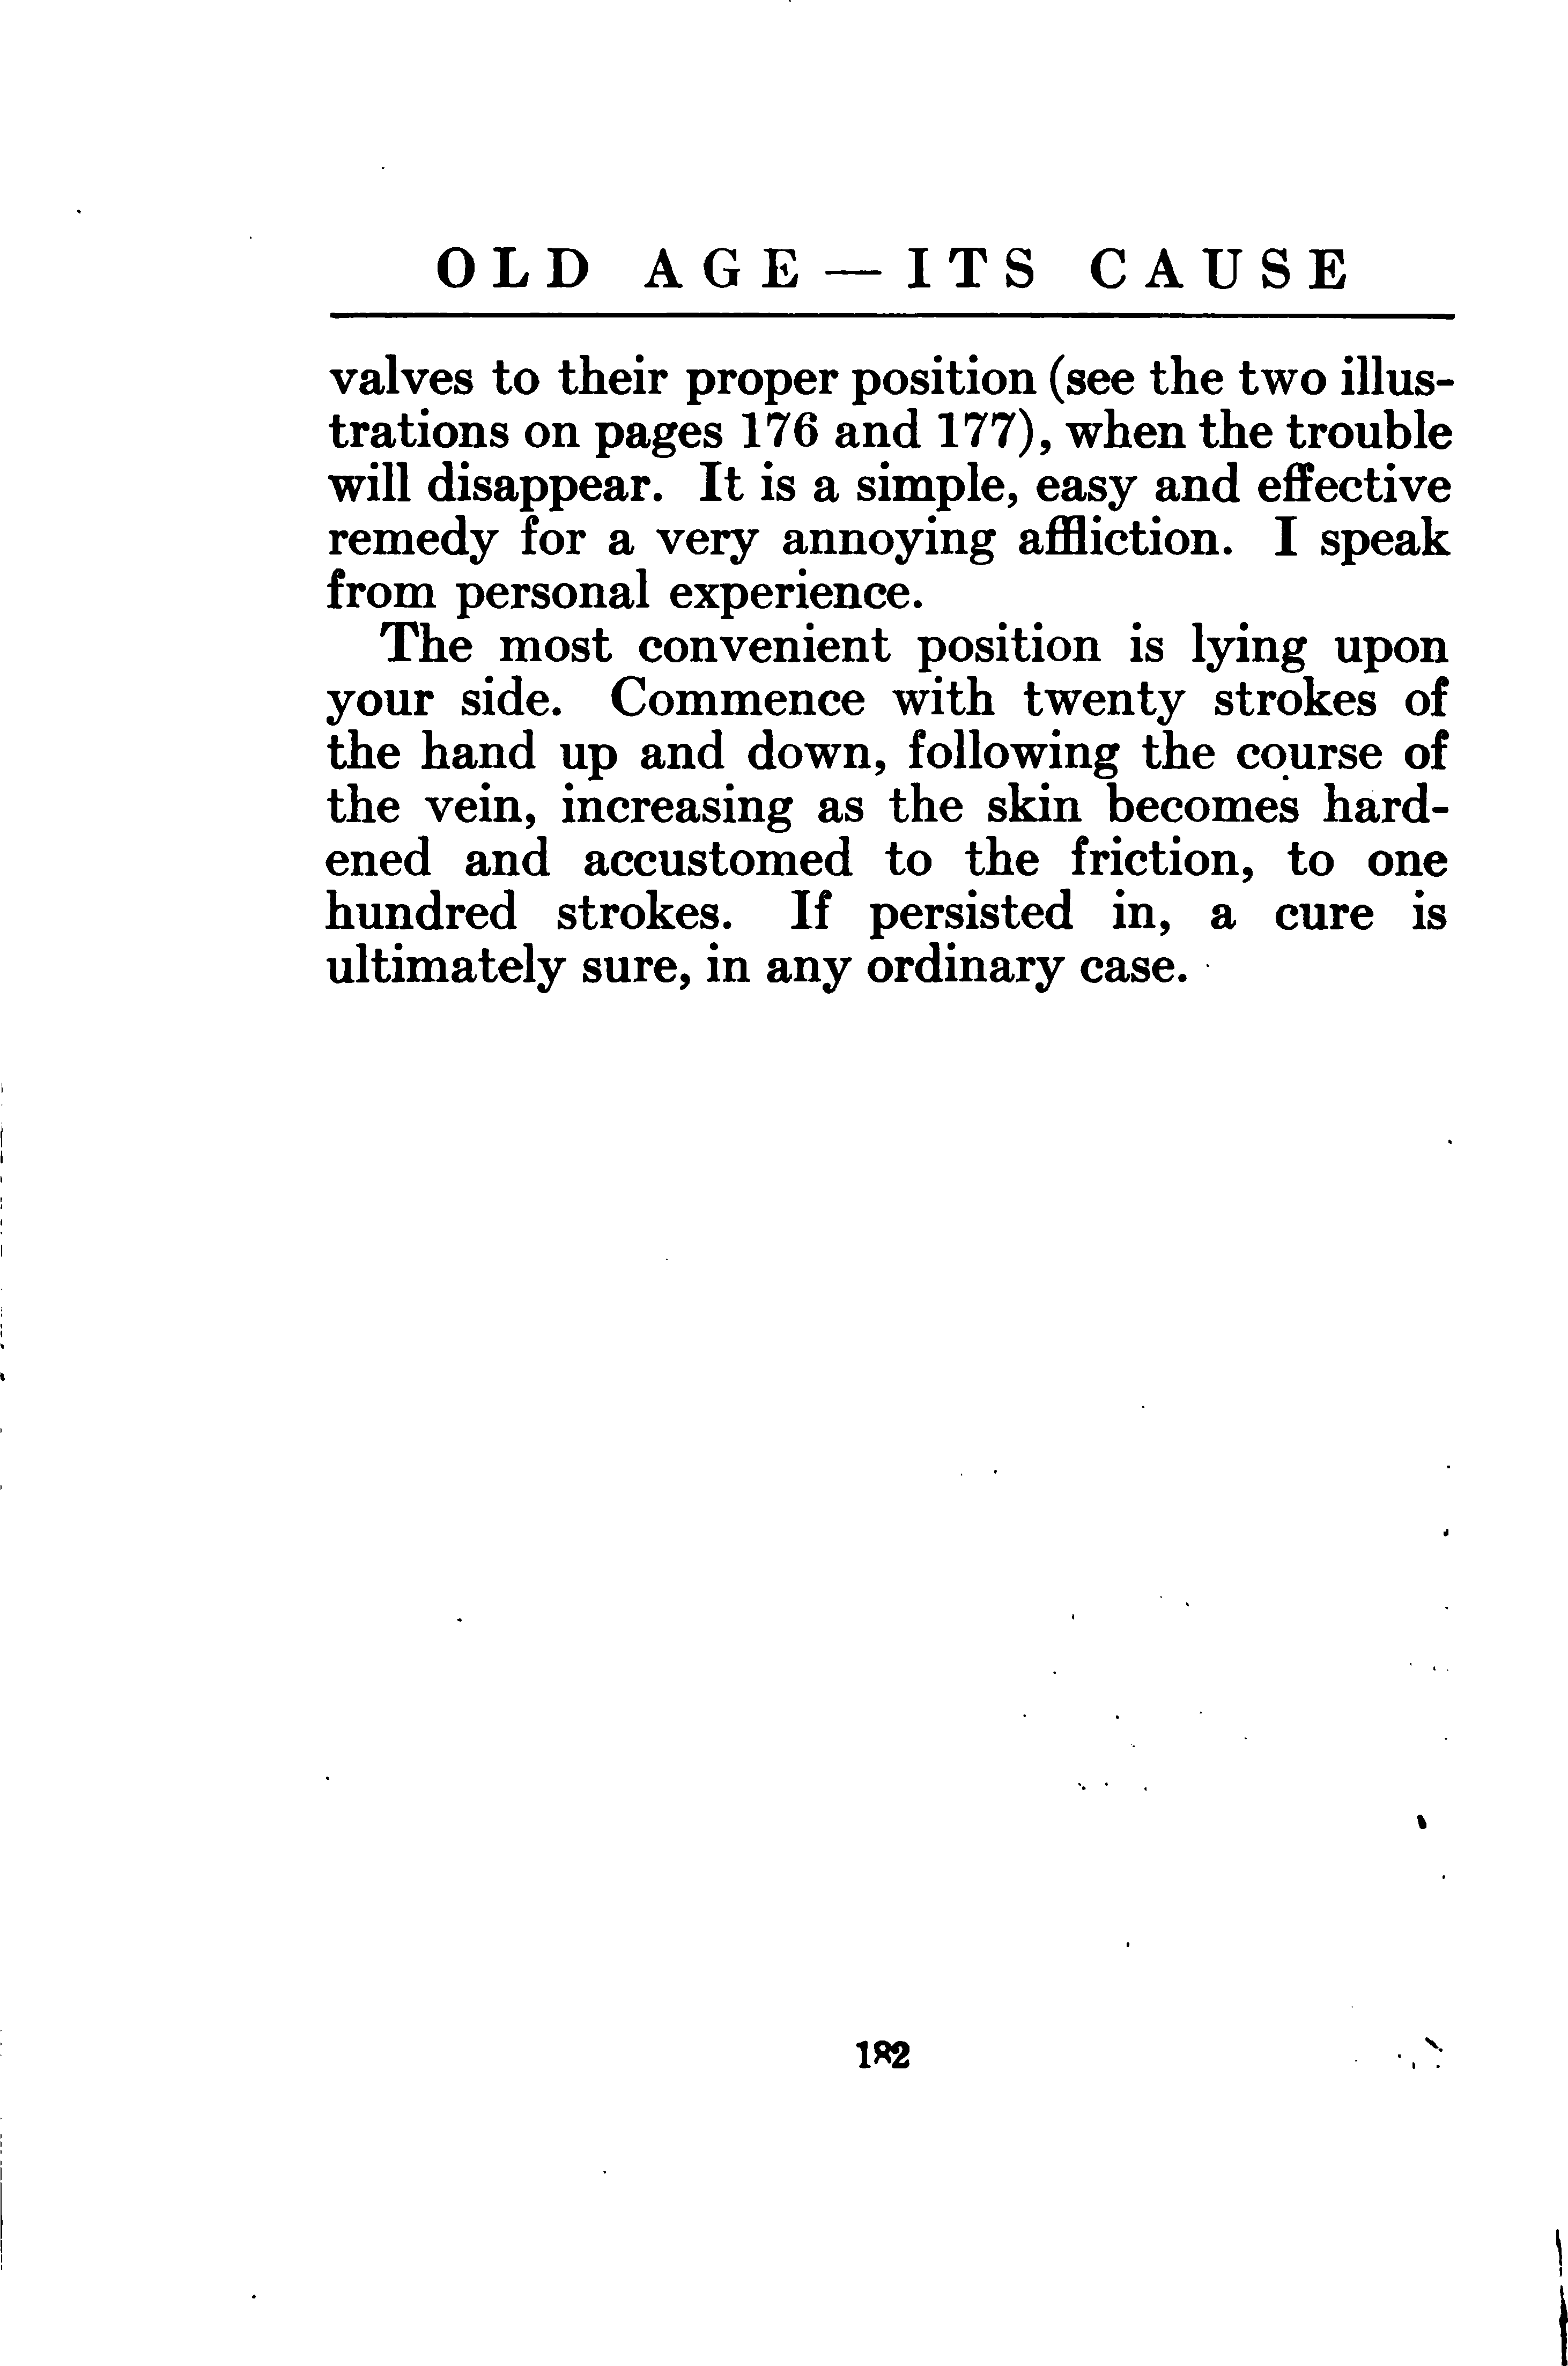 OLD AGE—ITS CAUSE
valves to their proper position (see the two illus-
trations on pages 176 and 177), when the trouble
will disappear. It is a simple, easy and effective
remedy for a very annoying affliction. I speak
from personal experience.
The most convenient position is lying upon
your side. Commence with twenty strokes of
the hand up and down, following the course of
the vein, increasing as the skin becomes hard-
ened and accustomed to the friction, to one
hundred strokes. If persisted in, a cure is
ultimately sure, in any ordinary case.
182